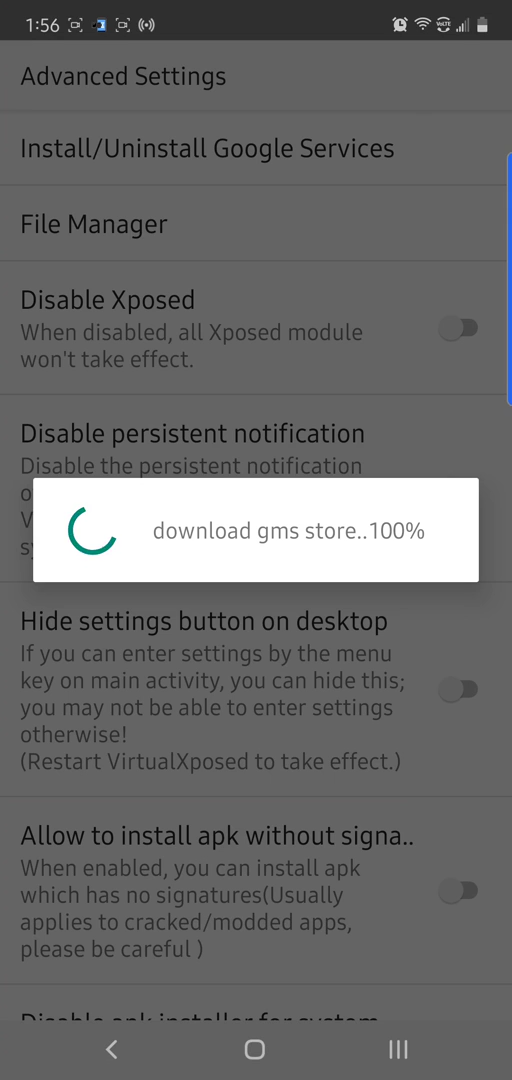 1:56
VoLTE
Advanced Settings
Install/Uninstall Google Services
File Manager
Disable Xposed
When disabled, all Xposed module
won't take effect.
Disable persistent notification
Disable the persistent notification
download gms store..100%
Hide settings button on desktop
If you can enter settings by the menu
key on main activity, you can hide this;
you may not be able to enter settings
otherwise!
(Restart VirtualXposed to take effect.)
Allow to install apk without signa..
When enabled, you can install apk
which has no signatures(Usually
applies to cracked/modded apps,
please be careful )
Disable apk installer for system